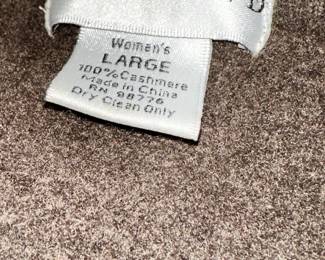 Women's
LARGE
100% Cashmere
Made in China
RN 98776
Dry Clean Only